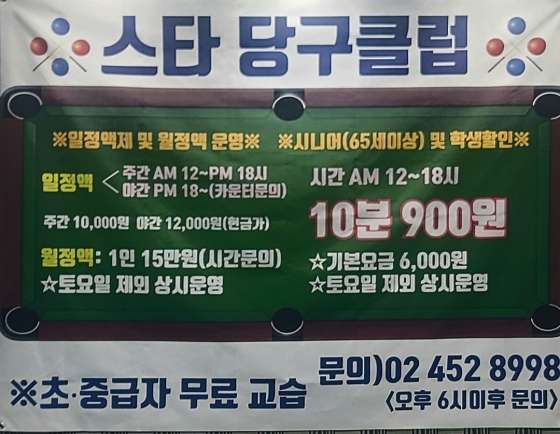 스타 당구클럽
※일정액제 및 월정액 운영※
일정액 < 주간 AM 12~PM 18시
야간 PM 18~(카운터문의)
주간 10,000원 야간 12,000원(현금가)
월정액: 1인 15만원(시간문의)
☆토요일 제외 상시운영
※시니어(65세이상) 및 학생할인※
시간 AM 12~18시
10분 900원
☆기본요금 6,000원
☆토요일 제외 상시운영
※초·중급자 무료 교습
문의)02 452 8998
<오후 6시이후 문의>